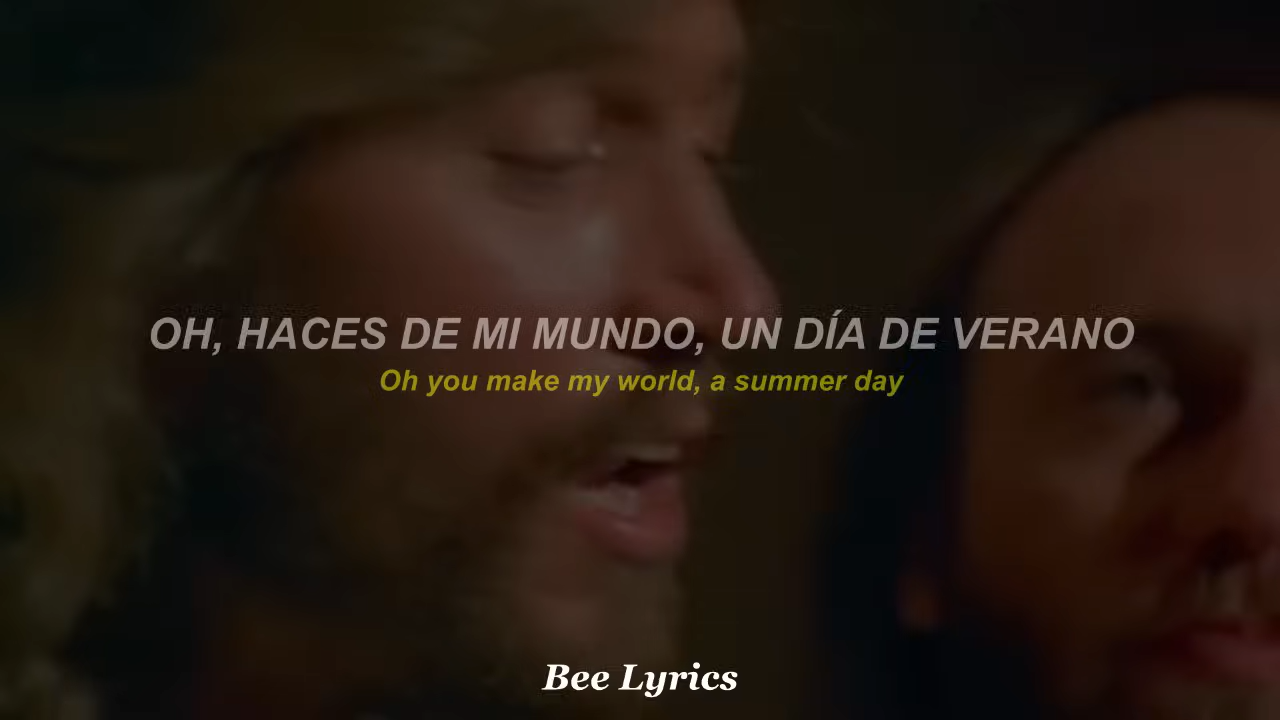 OH, HACES DE MI MUNDO, UN DÍA DE VERANO
Oh you make my world, a summer day
Bee Lyrics